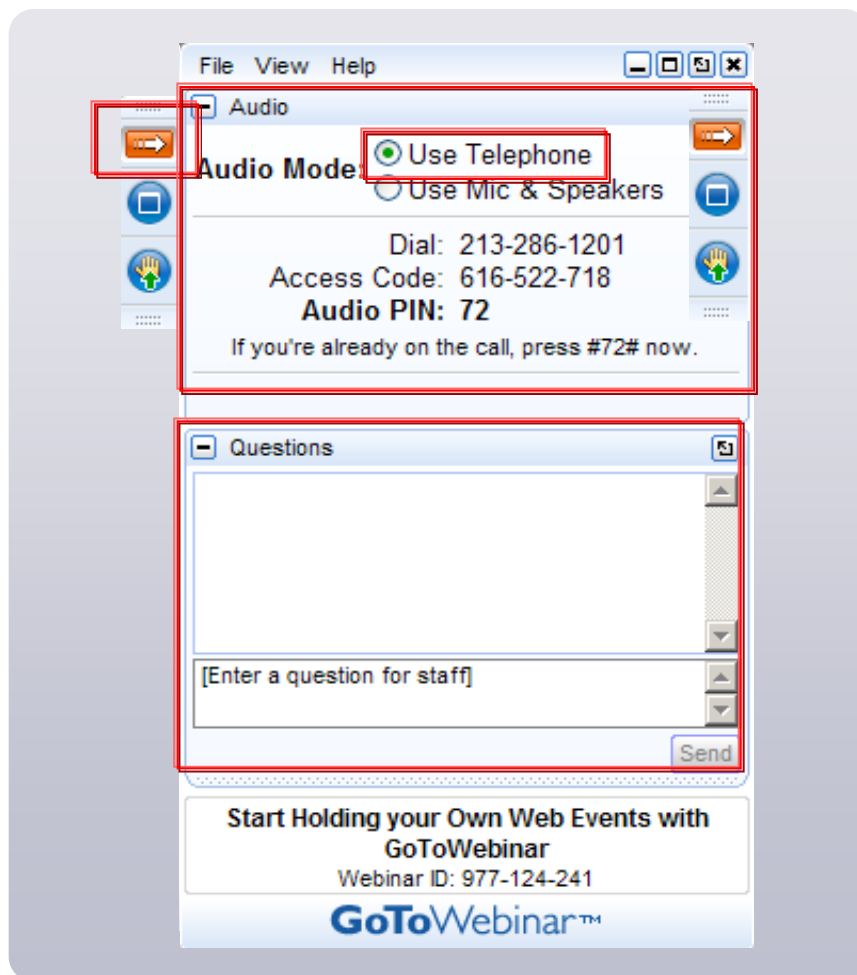 File View Help
Audio
Audio Mode:
Use Telephone
Use Mic & Speakers
Dial: 213-286-1201
Access Code: 616-522-718
Audio PIN: 72
If you're already on the call, press #72# now.
Questions
[Enter a question for staff]
Send
Start Holding your Own Web Events with
GoToWebinar
Webinar ID: 977-124-241
GoToWebinar™